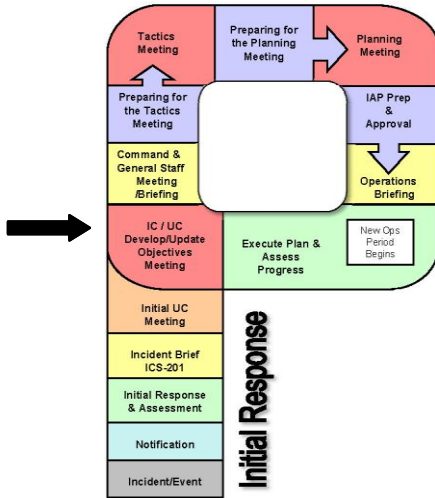 Tactics
Meeting
Preparing for
the Planning
Meeting
Planning
Meeting
Preparing for
the Tactics
Meeting
IAP Prep
&
Approval
Command &
General Staff
Meeting
/Briefing
Operations
Briefing
IC / UC
Develop/Update
Objectives
Meeting
Execute Plan &
Assess
Progress
New Ops
Period
Begins
Initial UC
Meeting
Incident Brief
ICS-201
Initial Response
& Assessment
Notification
Incident/Event
Initial Response